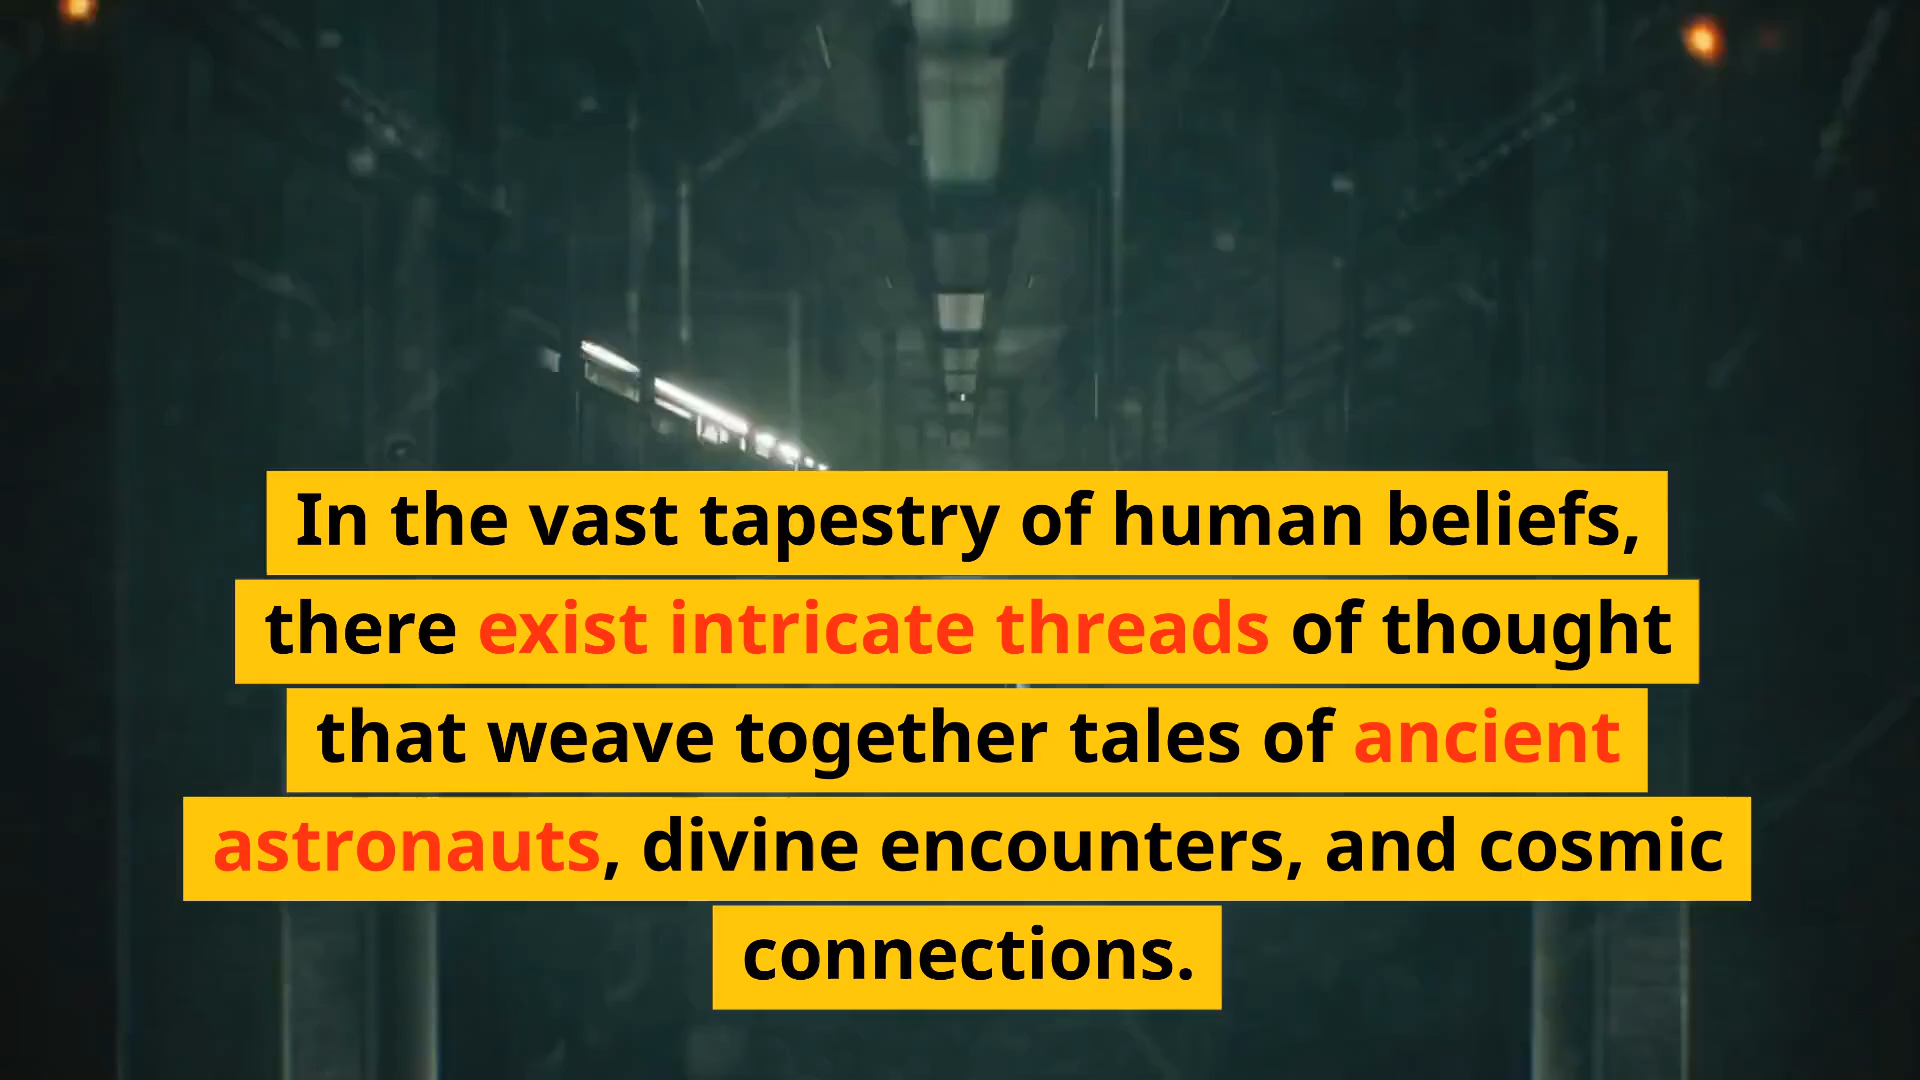 In the vast tapestry of human beliefs,
there exist intricate threads of thought
that weave together tales of ancient
astronauts, divine encounters, and cosmic
connections.